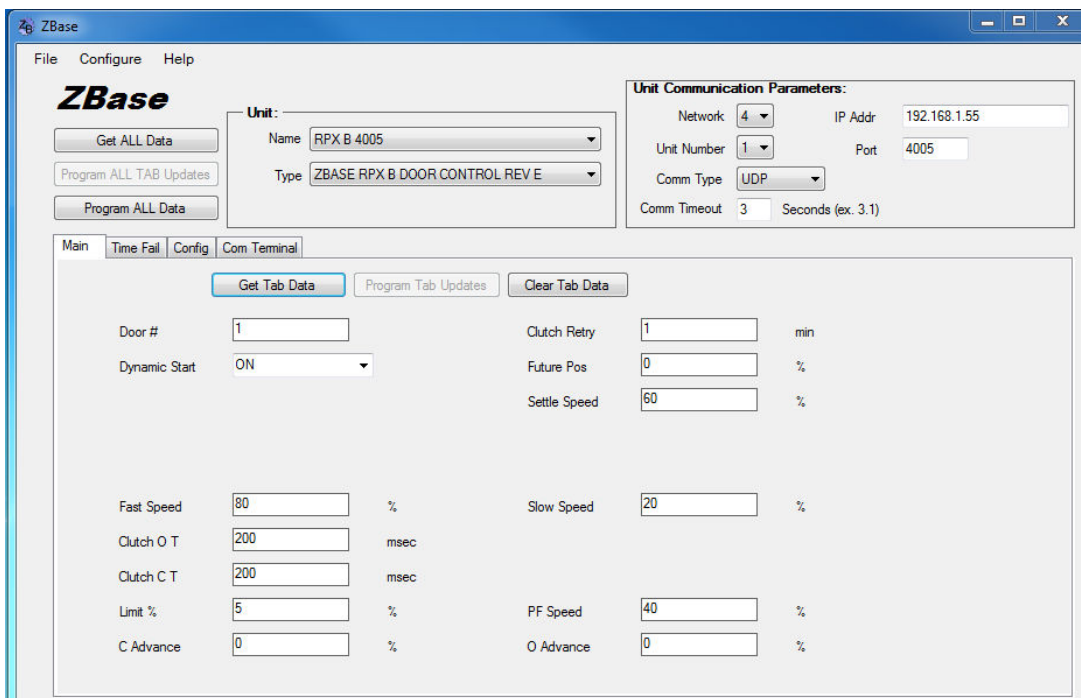 ZBase
File Configure Help
ZBase
Get ALL Data
Program ALL TAB Updates
Program ALL Data
Unit:
Name RPX B 4005
Type ZBASE RPX B DOOR CONTROL REV E
Unit Communication Parameters:
Network 4 IP Addr 192.168.1.55
Unit Number 1 Port 4005
Comm Type UDP
Comm Timeout 3 Seconds (ex. 3.1)
Main Time Fail Config Com Terminal
Get Tab Data Program Tab Updates Clear Tab Data
Door # 1 Clutch Retry 1 min
Dynamic Start ON Future Pos 0 %
Settle Speed 60 %
Fast Speed 80 % Slow Speed 20 %
Clutch O T 200 msec
Clutch C T 200 msec
Limit % 5 % PF Speed 40 %
C Advance 0 % O Advance 0 %